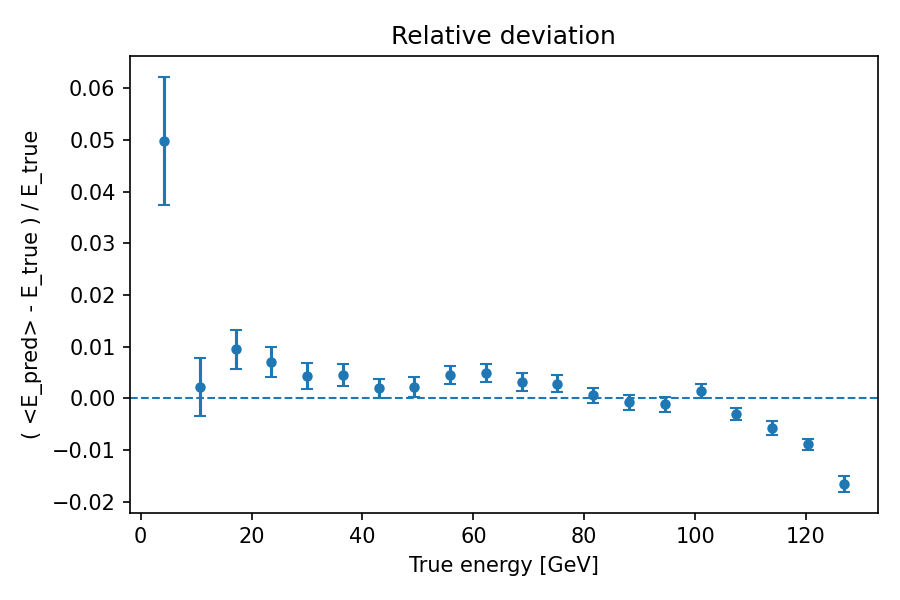 Relative deviation
( <E_pred> - E_true ) / E_true
0.06
0.05
0.04
0.03
0.02
0.01
0.00
−0.01
−0.02
0 20 40 60 80 100 120
True energy [GeV]